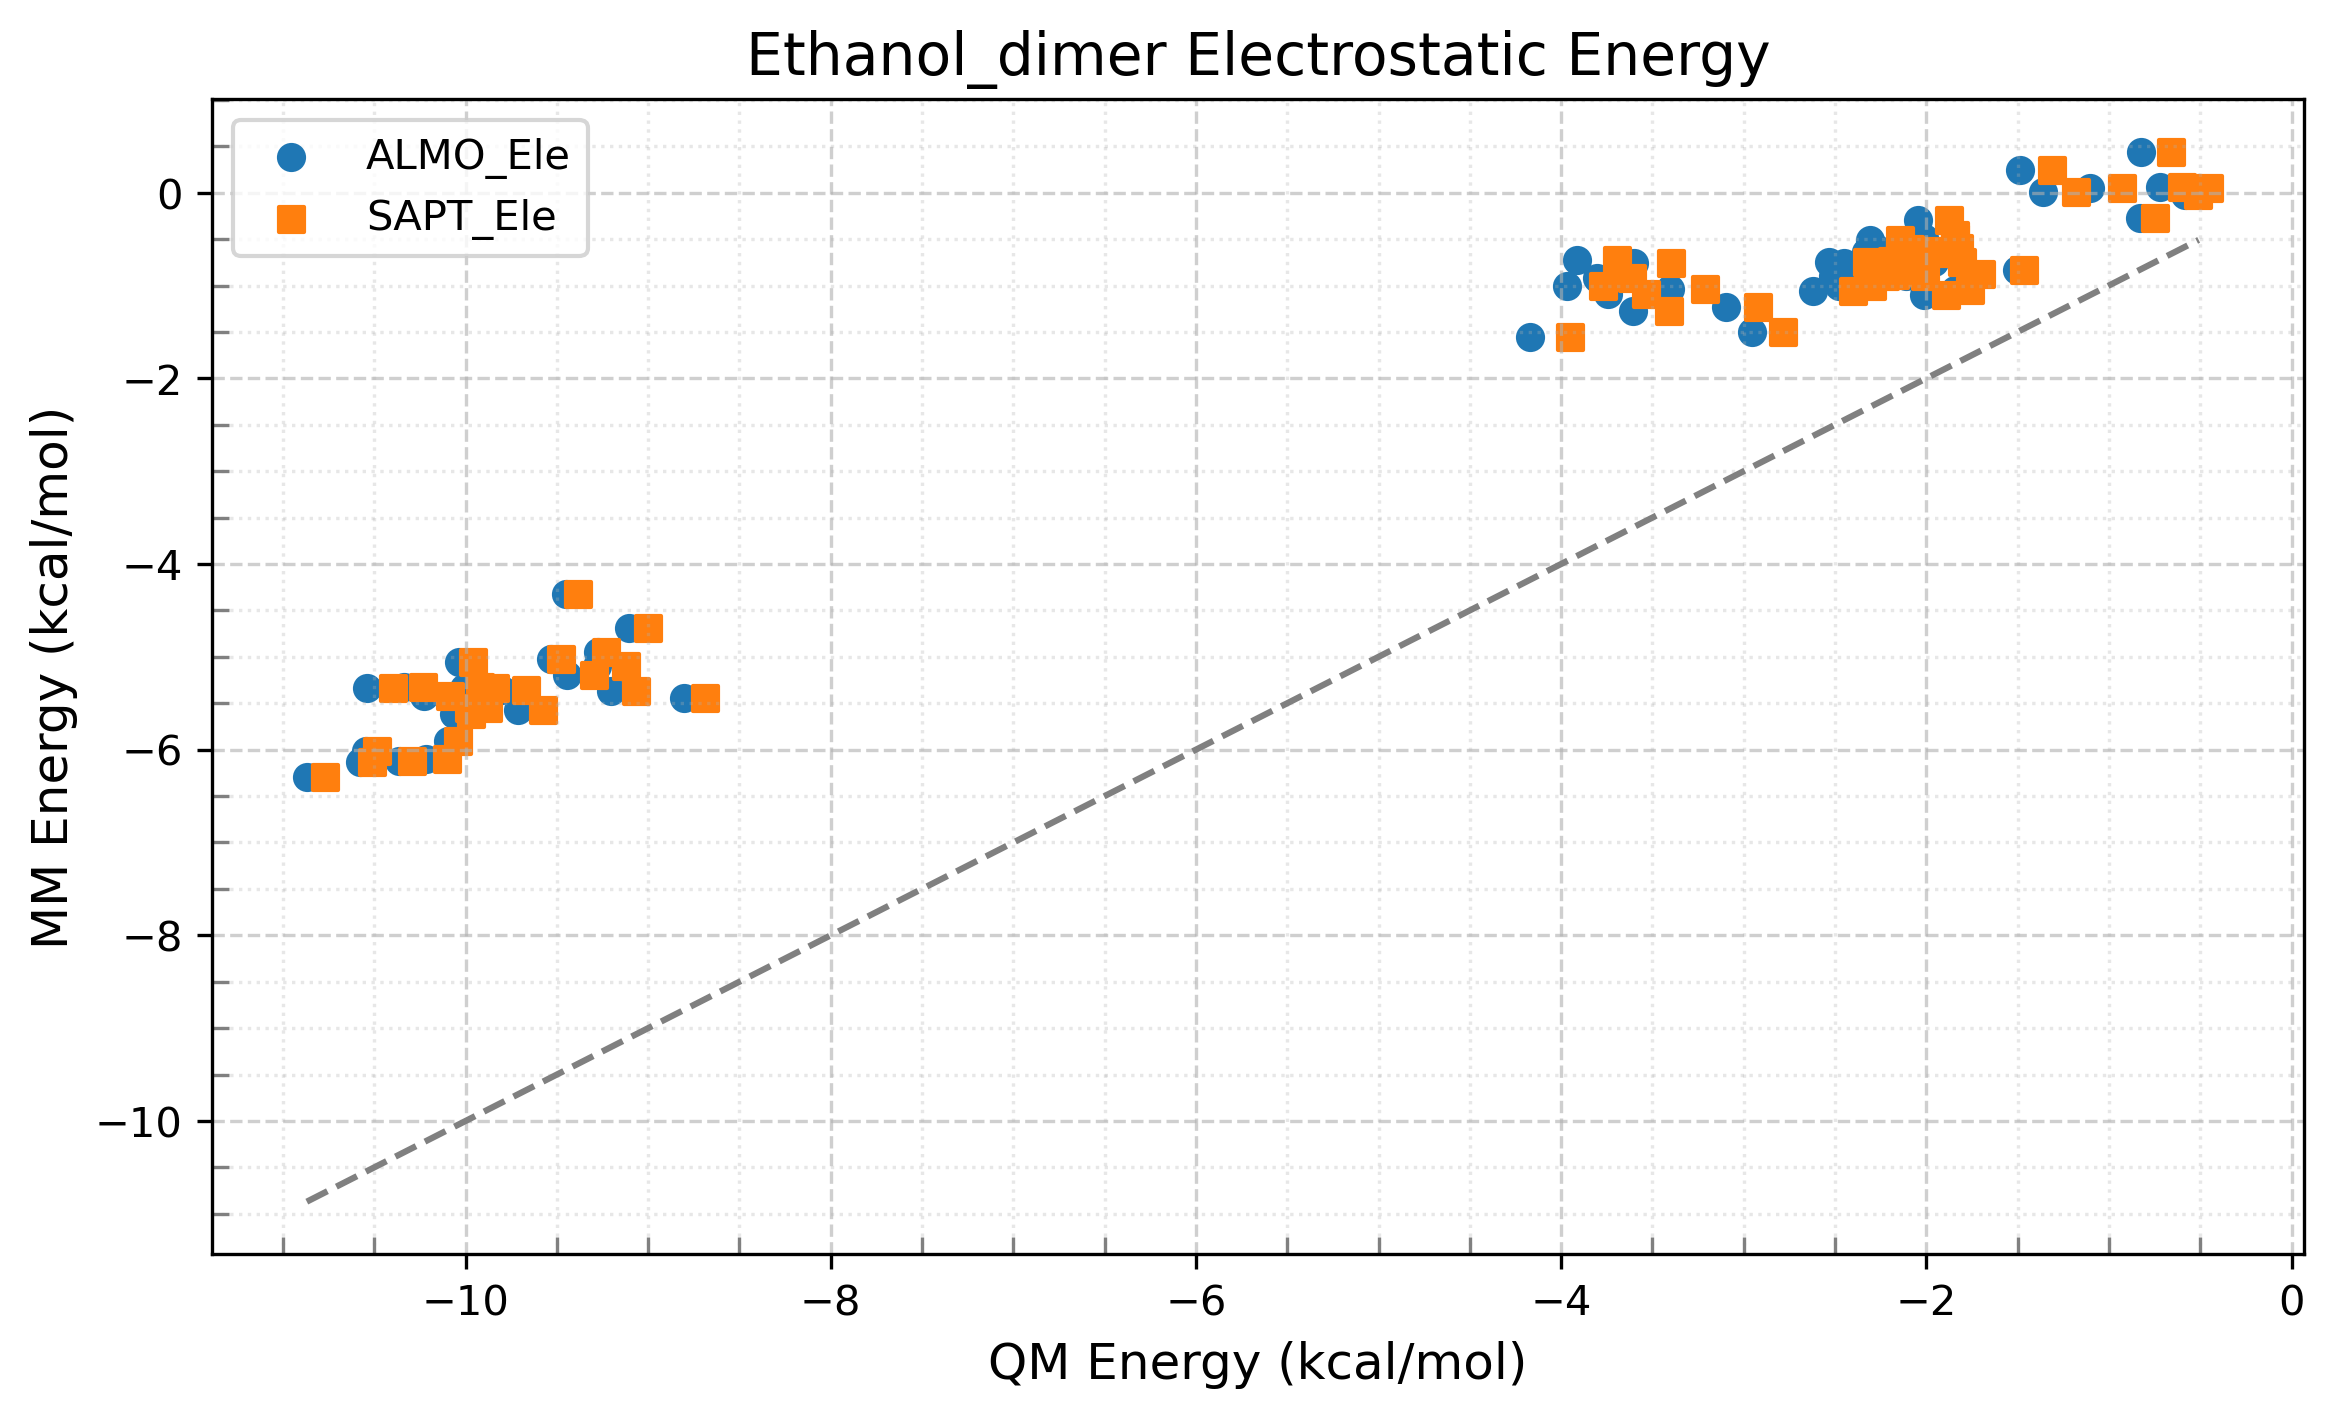 Ethanol_dimer Electrostatic Energy
ALMO_Ele
SAPT_Ele
MM Energy (kcal/mol)
0
−2
−4
−6
−8
−10
−10
−8
−6
−4
−2
0
QM Energy (kcal/mol)